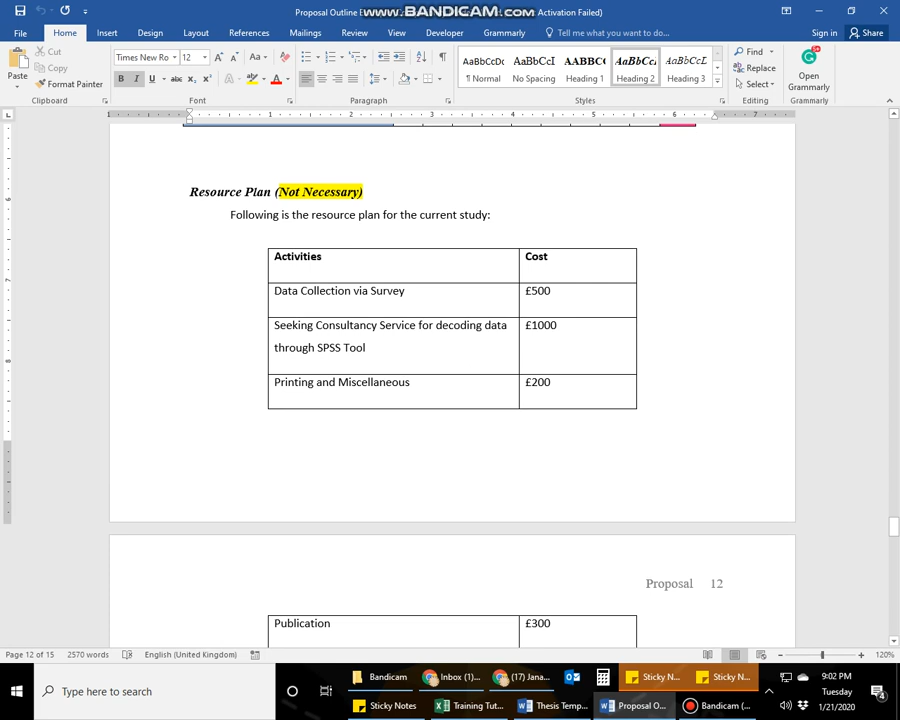 Proposal Outline
www.BANDICAM.com
Activation Failed)
File
Home
Insert
Design
Layout
References
Mailings
Review
View
Developer
Grammarly
Tell me what you want to do...
Sign in
Share
Paste
Cut
Copy
Format Painter
Clipboard
Times New Ro
12
Font
Paragraph
AaBbCcDc
¶ Normal
AaBbCcI
No Spacing
AABBC
Heading 1
AaBbCc
Heading 2
AaBbCcL
Heading 3
Styles
Find
Replace
Select
Editing
Open
Grammarly
Grammarly
Resource Plan (Not Necessary)
Following is the resource plan for the current study:
Activities
Cost
Data Collection via Survey
£500
Seeking Consultancy Service for decoding data
through SPSS Tool
£1000
Printing and Miscellaneous
£200
Proposal 12
Publication
£300
Page 12 of 15
2570 words
English (United Kingdom)
120%
Type here to search
Bandicam
Inbox (1)...
(17) Jana...
Sticky N...
Sticky N...
Sticky Notes
Training Tut...
Thesis Temp...
Proposal O...
Bandicam (...
9:02 PM
Tuesday
1/21/2020
4